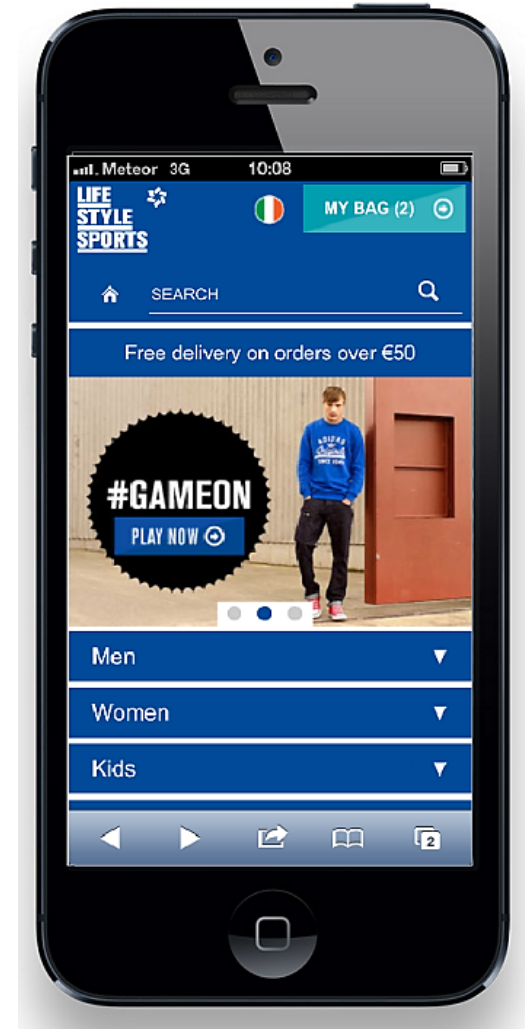 Meteor 3G 10:08
LIFE
STYLE
SPORTS
MY BAG (2)
SEARCH
Free delivery on orders over €50
ADIDAS
Originals
#GAMEON
PLAY NOW
Men
Women
Kids
2